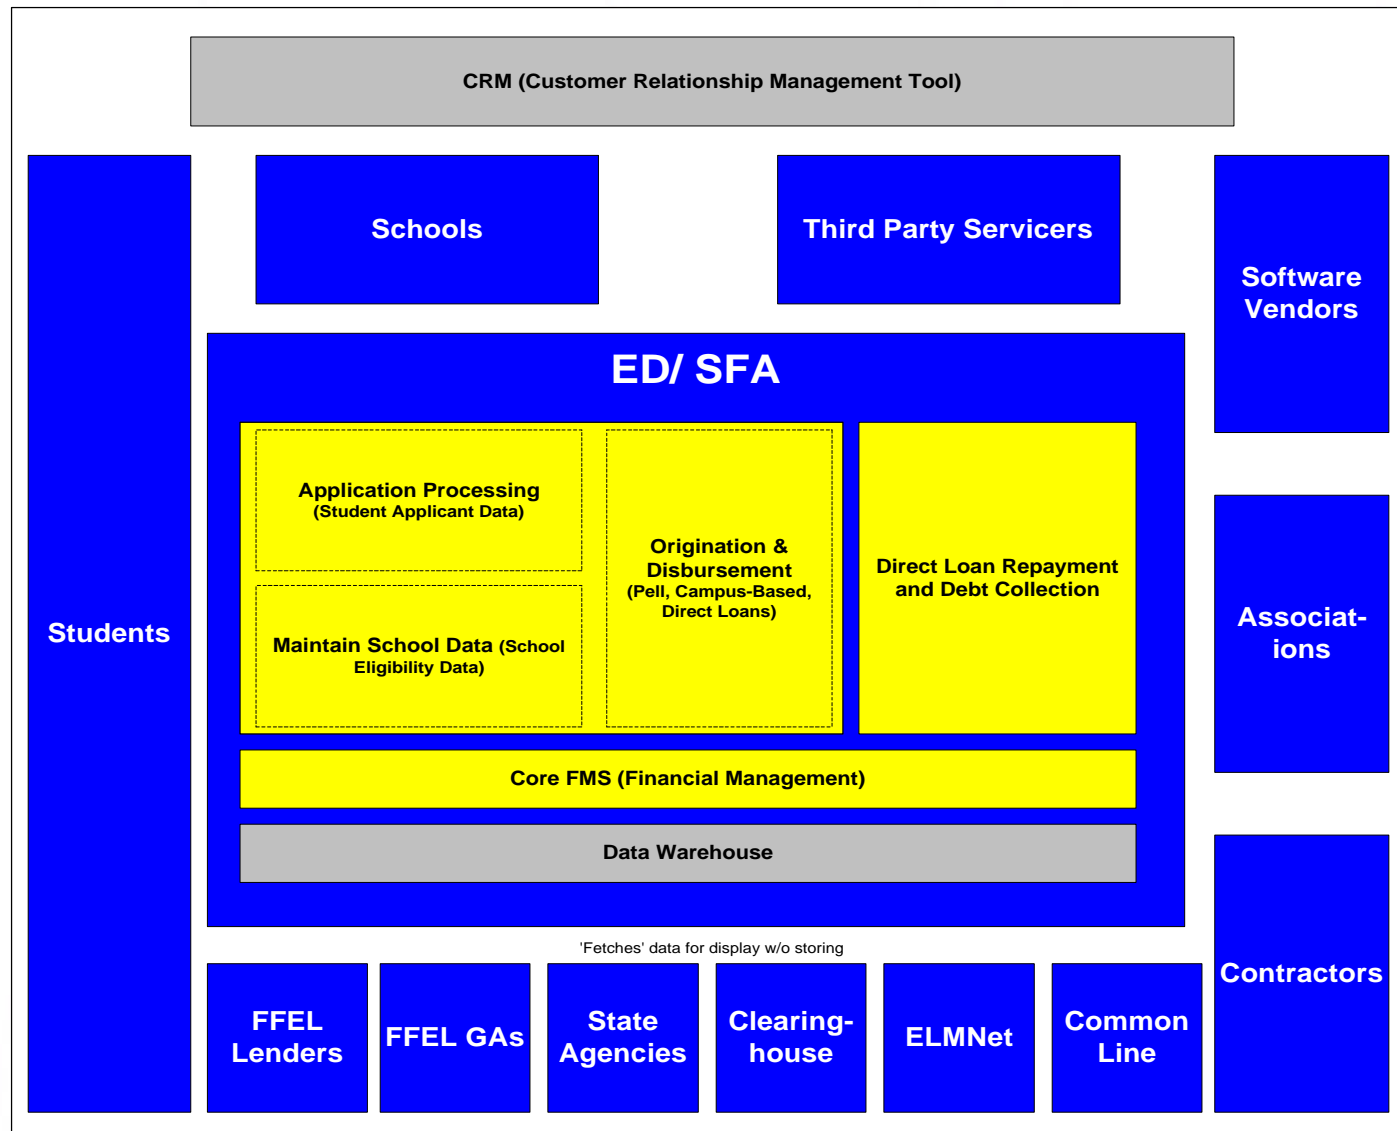 CRM (Customer Relationship Management Tool)
Schools
Third Party Servicers
Software
Vendors
ED/ SFA
Application Processing
(Student Applicant Data)
Origination &
Disbursement
(Pell, Campus-Based,
Direct Loans)
Direct Loan Repayment
and Debt Collection
Students
Maintain School Data (School
Eligibility Data)
Associat-
ions
Core FMS (Financial Management)
Data Warehouse
'Fetches' data for display w/o storing
Contractors
FFEL
Lenders
FFEL GAs
State
Agencies
Clearing-
house
ELMNet
Common
Line